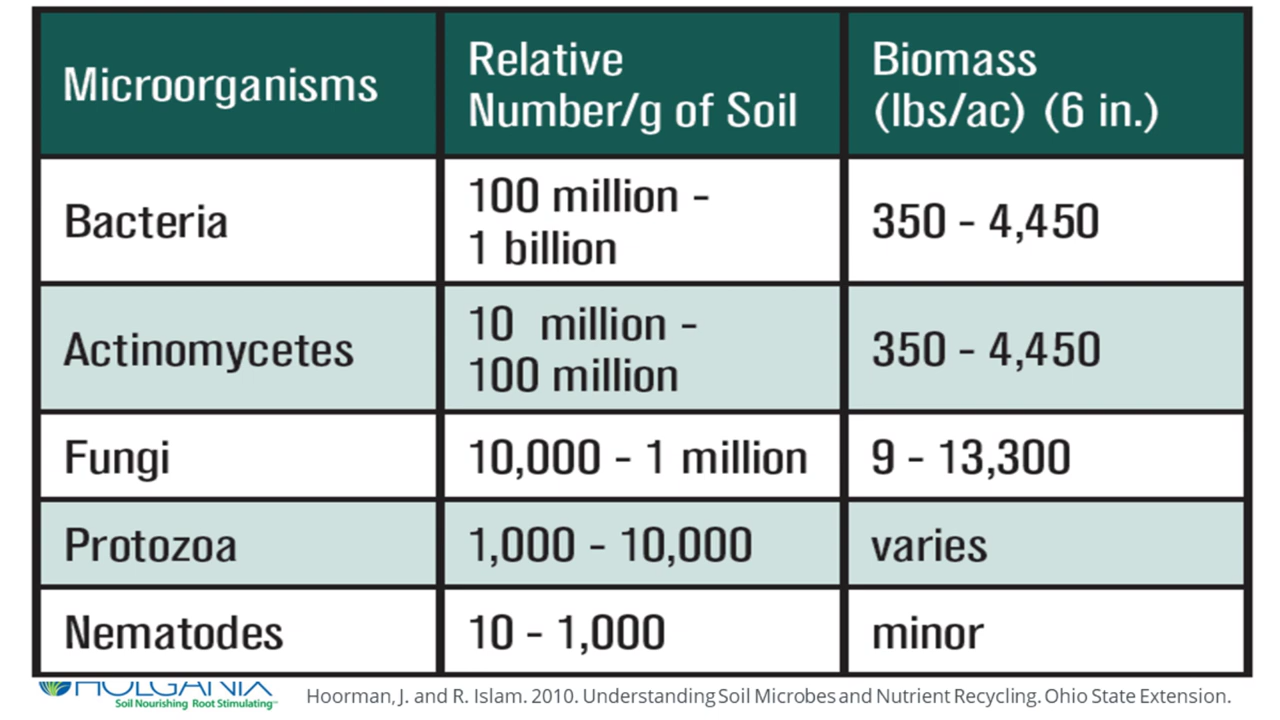 Microorganisms
Relative
Number/g of Soil
Biomass
(lbs/ac) (6 in.)
Bacteria
100 million -
1 billion
350 - 4,450
Actinomycetes
10 million -
100 million
350 - 4,450
Fungi
10,000 - 1 million
9 - 13,300
Protozoa
1,000 - 10,000
varies
Nematodes
10 - 1,000
minor
HOLGANIX
Soil Nourishing Root Stimulating™
Hoorman, J. and R. Islam. 2010. Understanding Soil Microbes and Nutrient Recycling. Ohio State Extension.